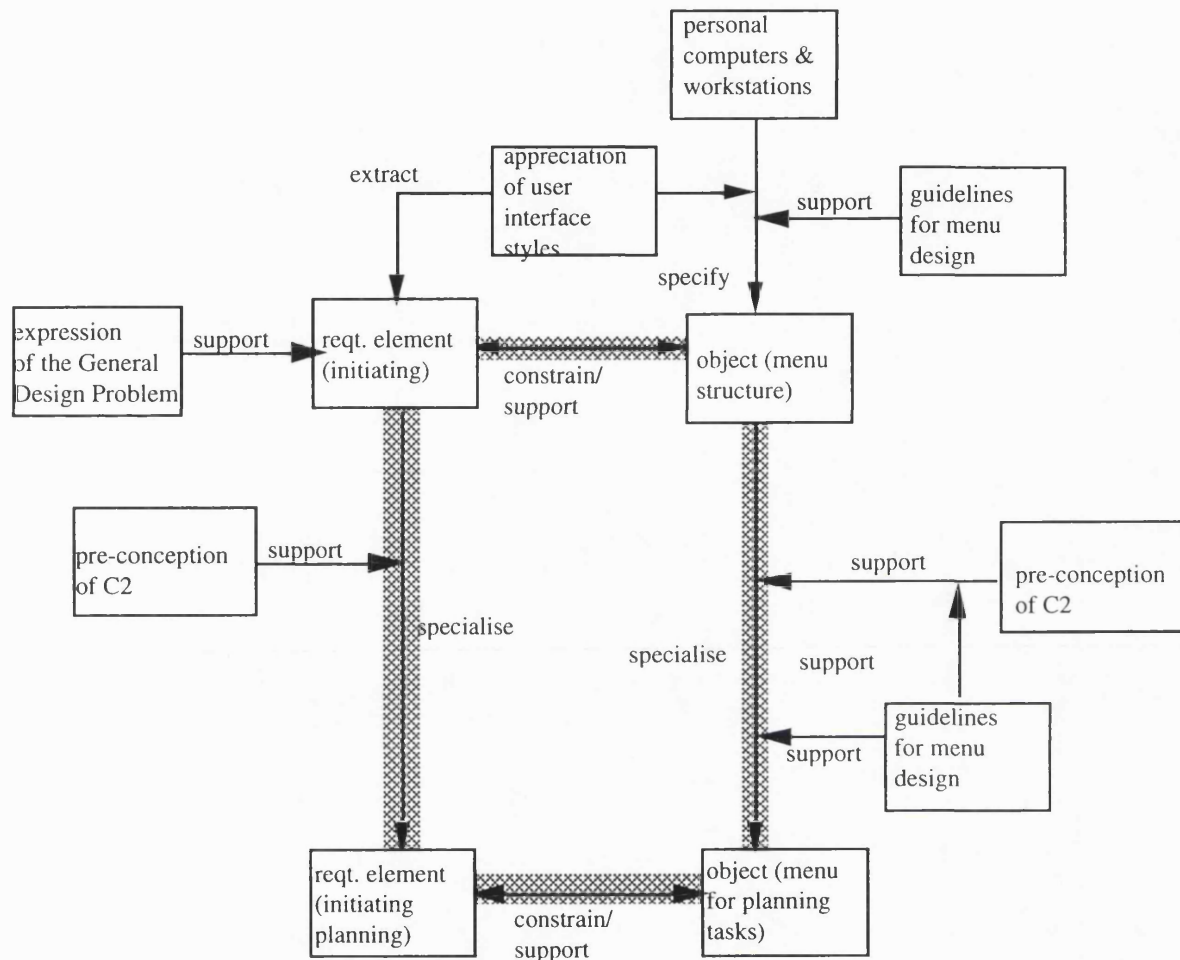 personal
computers &
workstations
extract
appreciation
of user
interface
styles
support
guidelines
for menu
design
specify
expression
of the General
Design Problem
support
reqt. element
(initiating)
constrain/
support
object (menu
structure)
pre-conception
of C2
support
specialise
specialise
support
pre-conception
of C2
support
guidelines
for menu
design
support
reqt. element
(initiating
planning)
constrain/
support
object (menu
for planning
tasks)